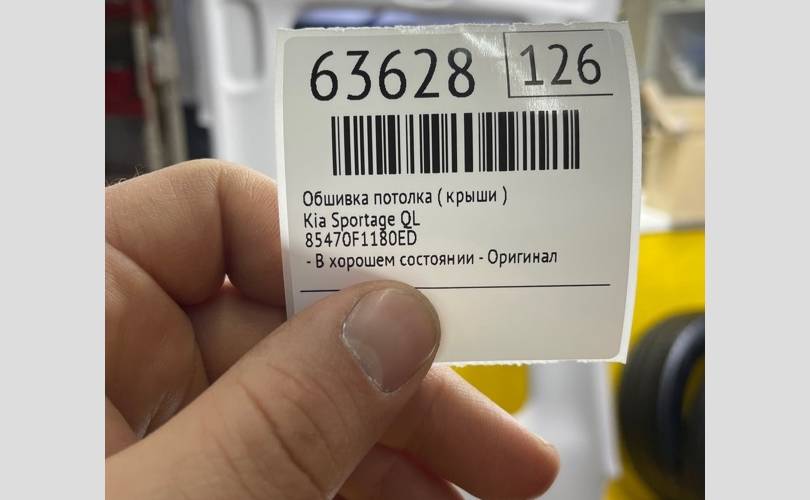 63628 126
Обшивка потолка ( крыши )
Kia Sportage QL
85470F1180ED
- В хорошем состоянии - Оригинал